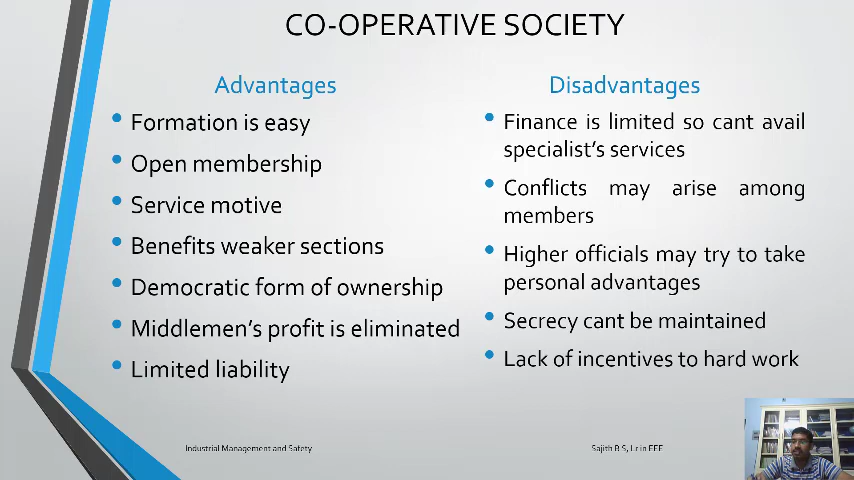 CO-OPERATIVE SOCIETY
Advantages
Formation is easy
Open membership
Service motive
Benefits weaker sections
Democratic form of ownership
Middlemen's profit is eliminated
Limited liability
Disadvantages
Finance is limited so cant avail
specialist's services
Conflicts may arise among
members
Higher officials may try to take
personal advantages
Secrecy cant be maintained
Lack of incentives to hard work
Industrial Management and Safety
Sajith B S, Lr in EEE